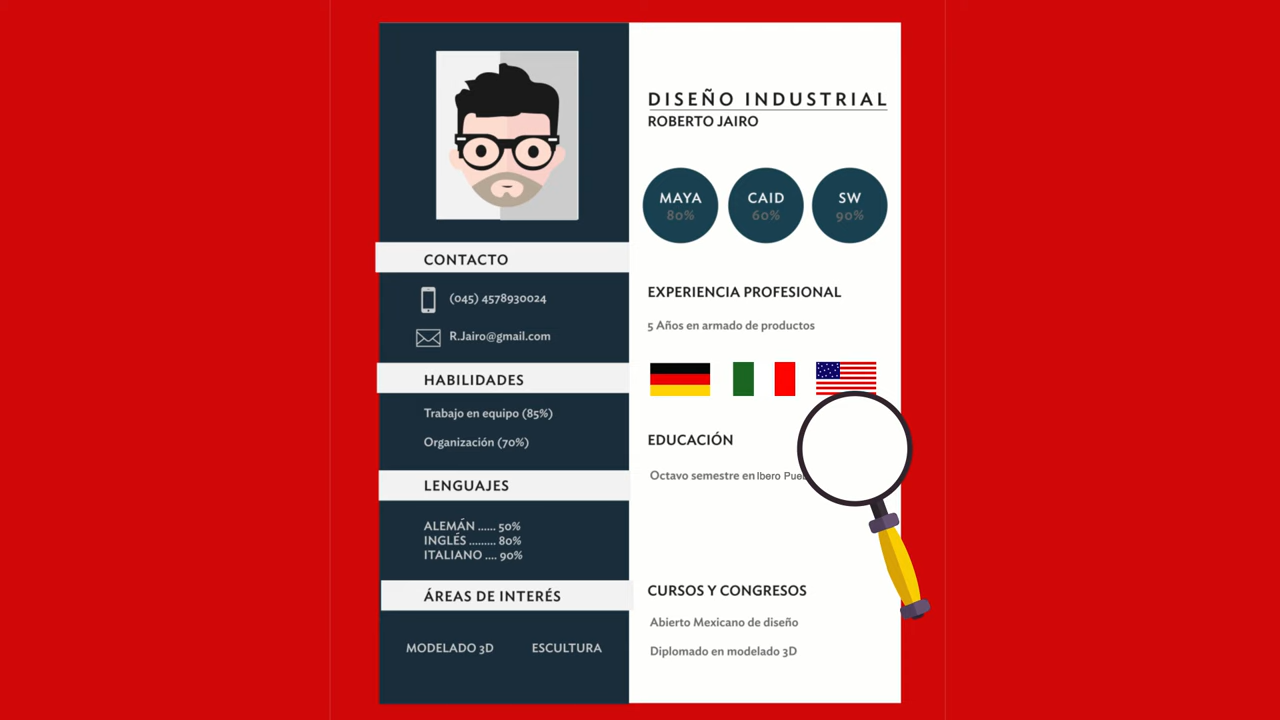 CONTACTO
(045) 4578930024
R.Jairo@gmail.com
HABILIDADES
Trabajo en equipo (85%)
Organización (70%)
LENGUAJES
ALEMÁN ...... 50%
INGLÉS ......... 80%
ITALIANO .... 90%
ÁREAS DE INTERÉS
MODELADO 3D ESCULTURA
DISEÑO INDUSTRIAL
ROBERTO JAIRO
MAYA 80%
CAID 60%
SW 90%
EXPERIENCIA PROFESIONAL
5 Años en armado de productos
EDUCACIÓN
Octavo semestre en Ibero
CURSOS Y CONGRESOS
Abierto Mexicano de diseño
Diplomado en modelado 3D